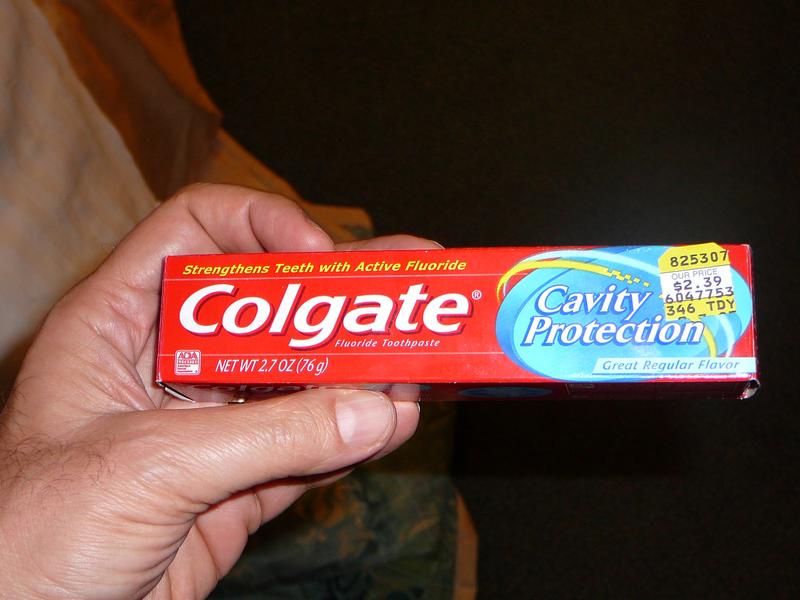 Strengthens Teeth with Active Fluoride
Colgate®
Fluoride Toothpaste
ADA
NET WT 2.7 OZ (76 g)
Cavity
Protection
Great Regular Flavor
825307
OUR PRICE
$2.39
6047753
346 TDY